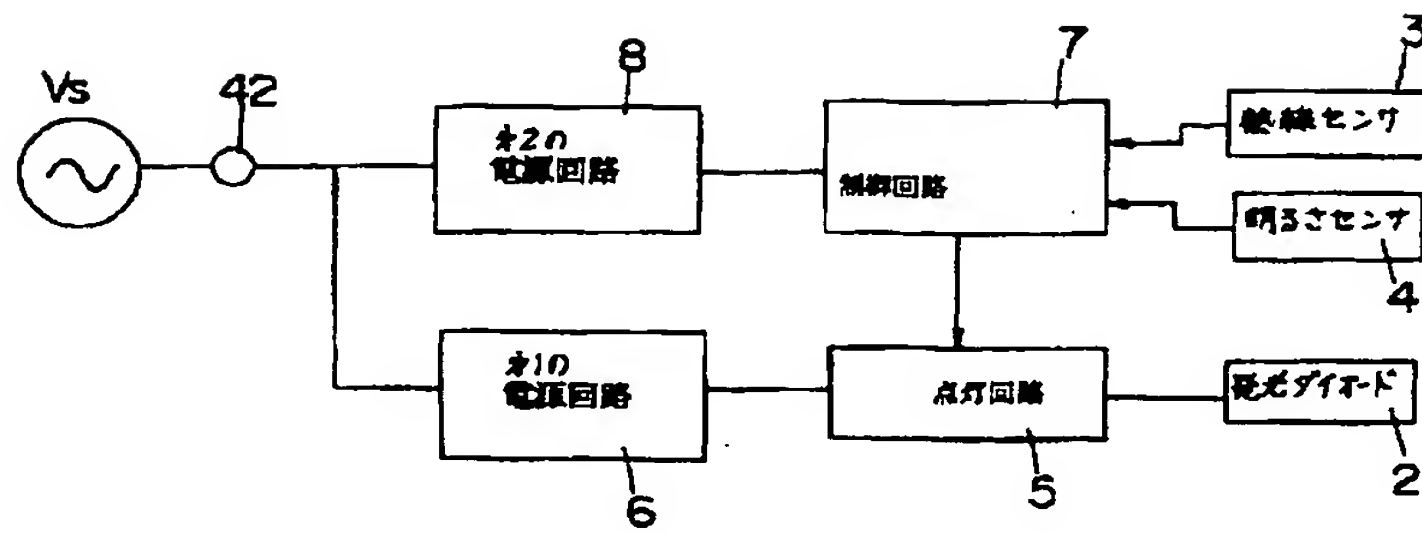 Vs
42
8
オ2の
電源回路
7
制御回路
3
熱線センサ
明るさセンサ
4
オ1の
電源回路
6
点灯回路
5
発光ダイオード
2